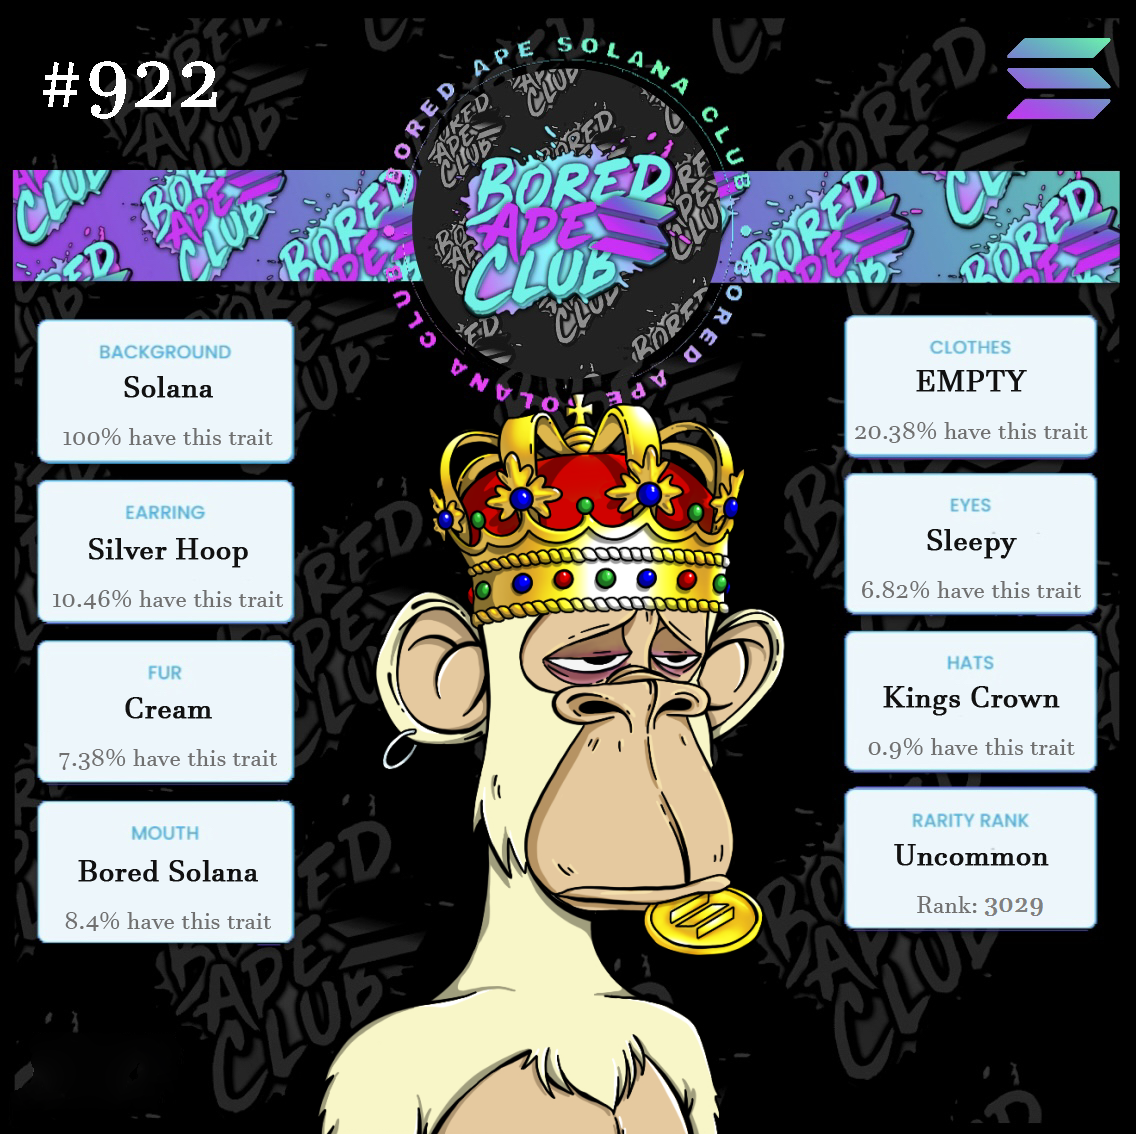 #922
BORED APE SOLANA CLUB
BORED APE SOLANA CLUB
BORED
APE
CLUB
BACKGROUND
Solana
100% have this trait
EARRING
Silver Hoop
10.46% have this trait
FUR
Cream
7.38% have this trait
MOUTH
Bored Solana
8.4% have this trait
CLOTHES
EMPTY
20.38% have this trait
EYES
Sleepy
6.82% have this trait
HATS
Kings Crown
0.9% have this trait
RARITY RANK
Uncommon
Rank: 3029